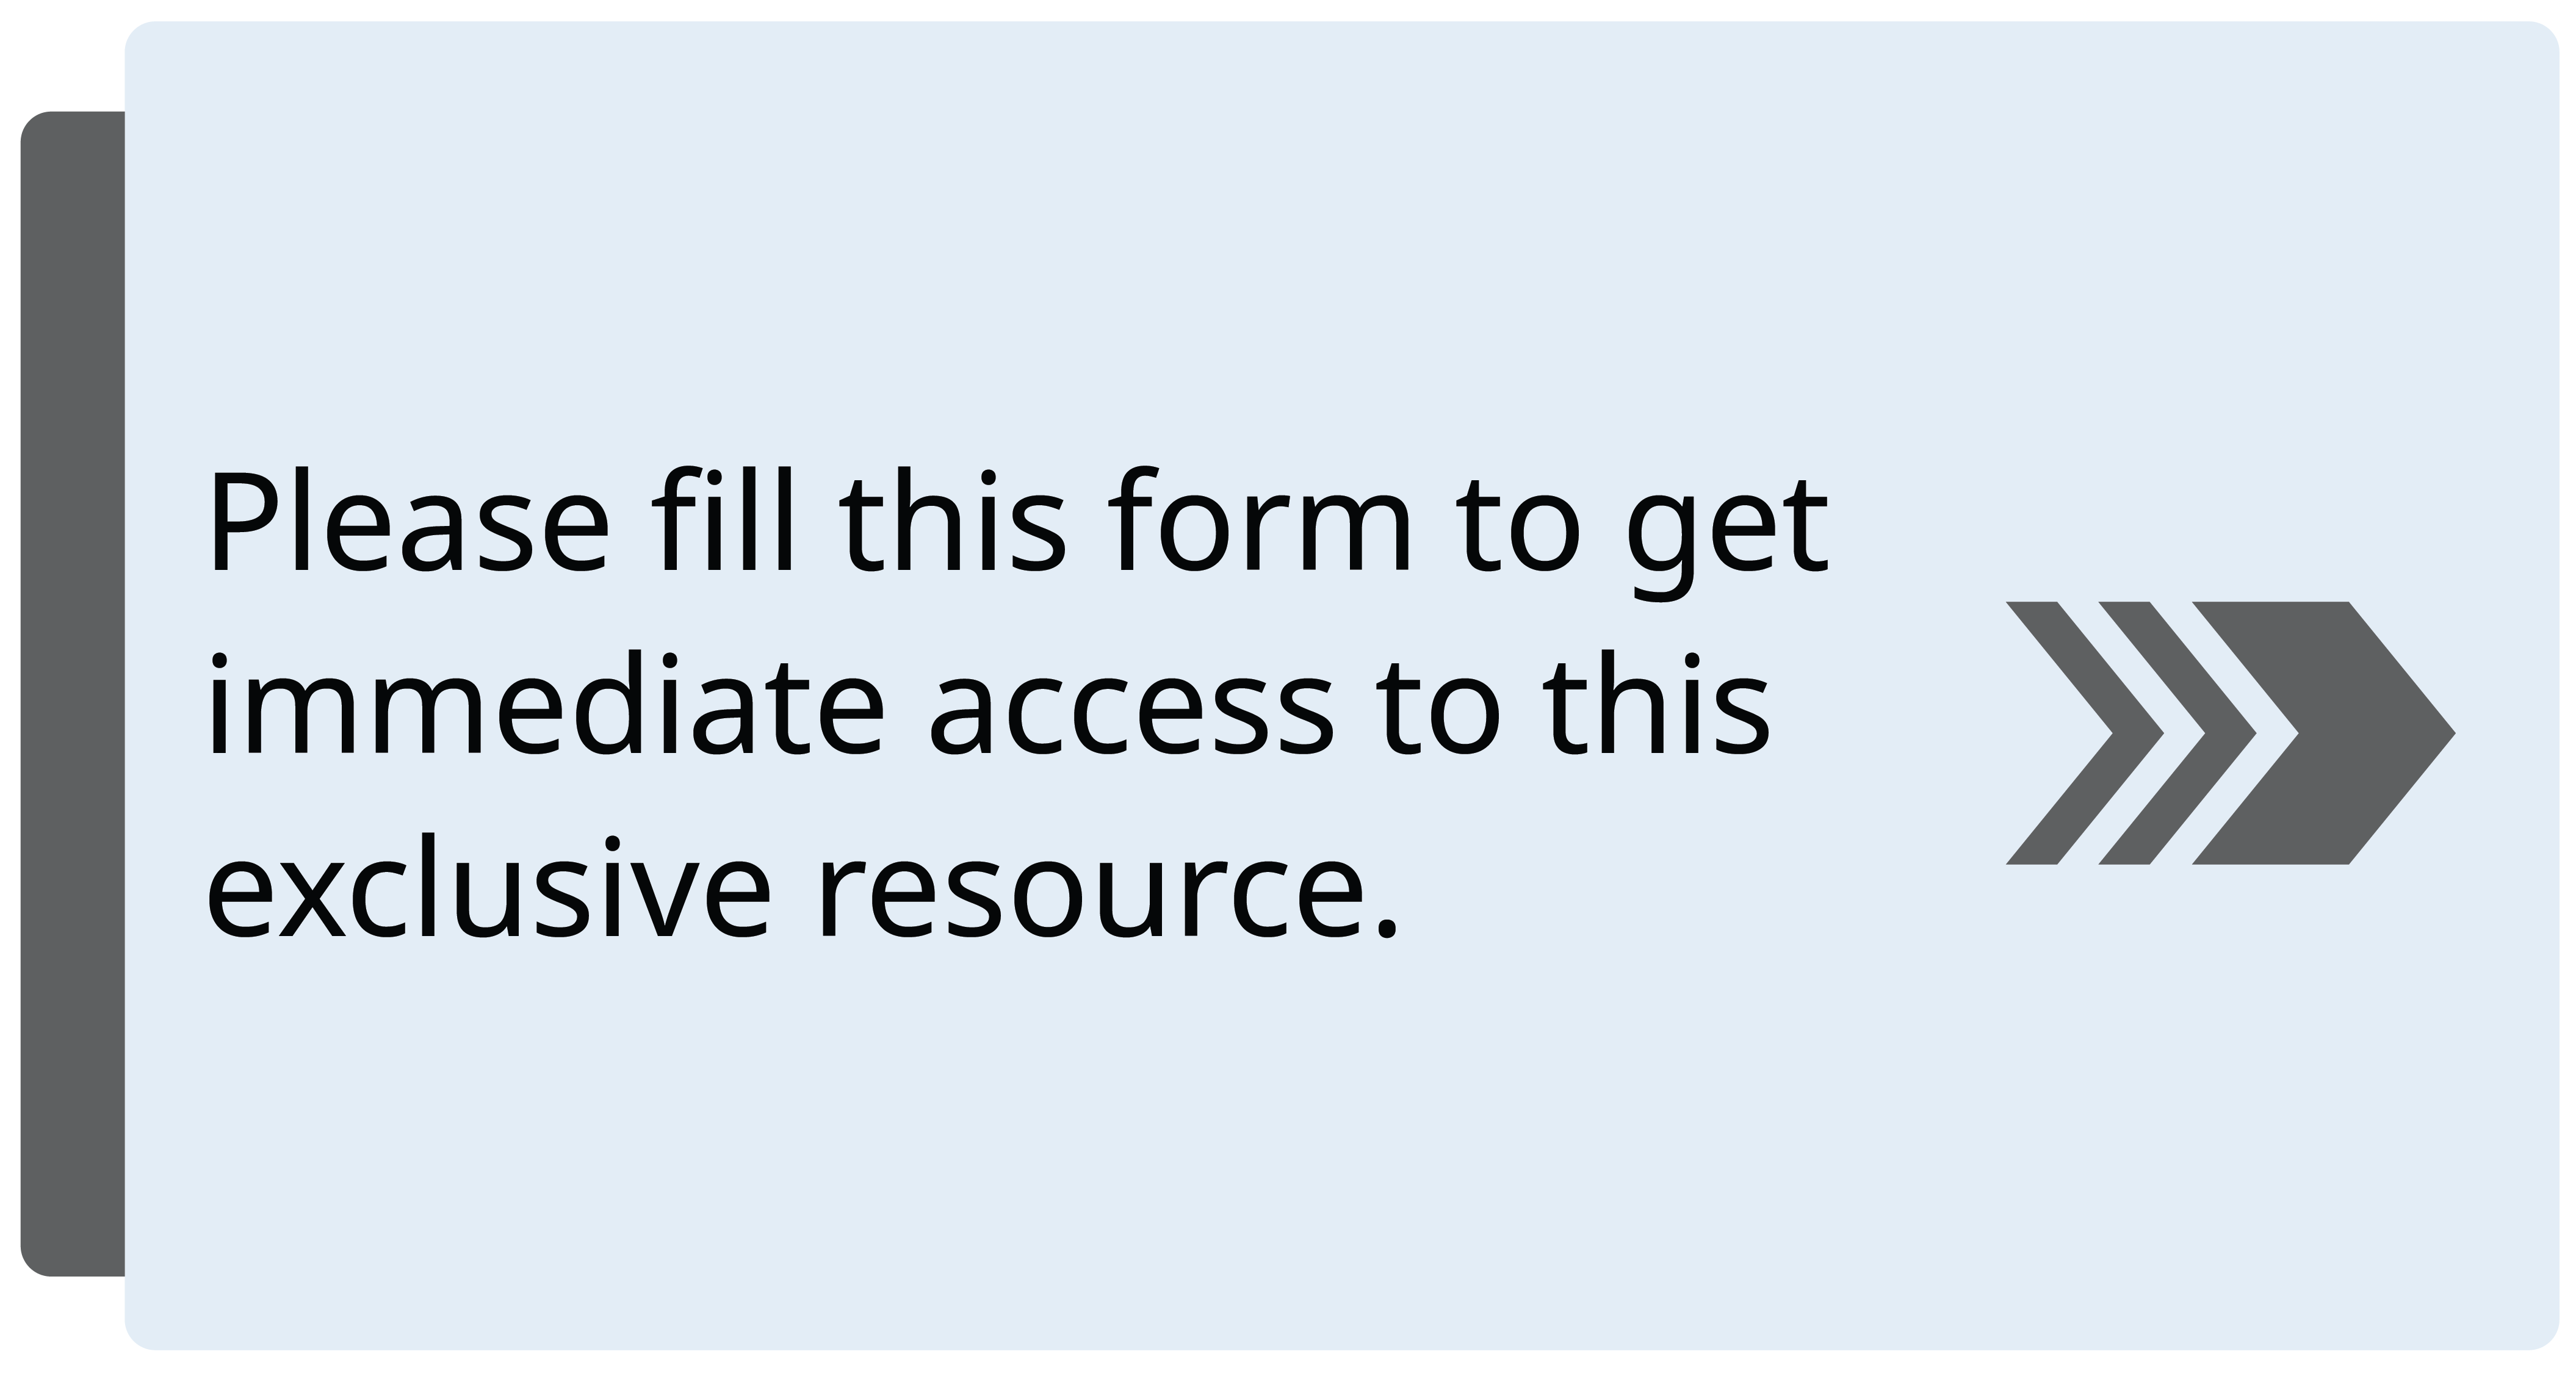 Please fill this form to get
immediate access to this
exclusive resource.